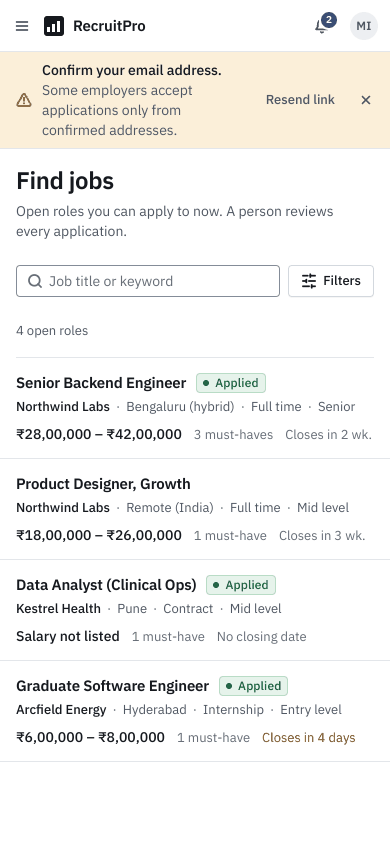 RecruitPro
2
MI
Confirm your email address.
Some employers accept
applications only from
confirmed addresses.
Resend link
Find jobs
Open roles you can apply to now. A person reviews
every application.
Job title or keyword
Filters
4 open roles
Senior Backend Engineer Applied
Northwind Labs · Bengaluru (hybrid) · Full time · Senior
₹28,00,000 – ₹42,00,000 3 must-haves Closes in 2 wk.
Product Designer, Growth
Northwind Labs · Remote (India) · Full time · Mid level
₹18,00,000 – ₹26,00,000 1 must-have Closes in 3 wk.
Data Analyst (Clinical Ops) Applied
Kestrel Health · Pune · Contract · Mid level
Salary not listed 1 must-have No closing date
Graduate Software Engineer Applied
Arcfield Energy · Hyderabad · Internship · Entry level
₹6,00,000 – ₹8,00,000 1 must-have Closes in 4 days